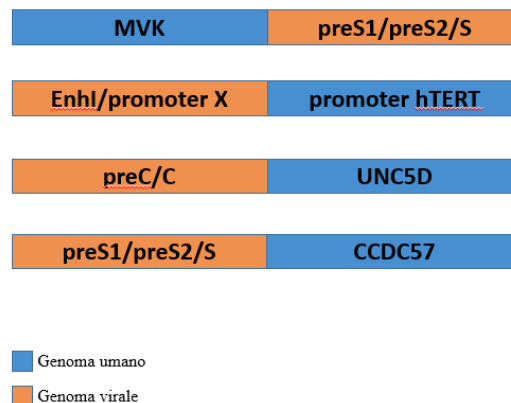 MVK preS1/preS2/S
EnhI/promoter X promoter hTERT
preC/C UNC5D
preS1/preS2/S CCDC57
Genoma umano
Genoma virale